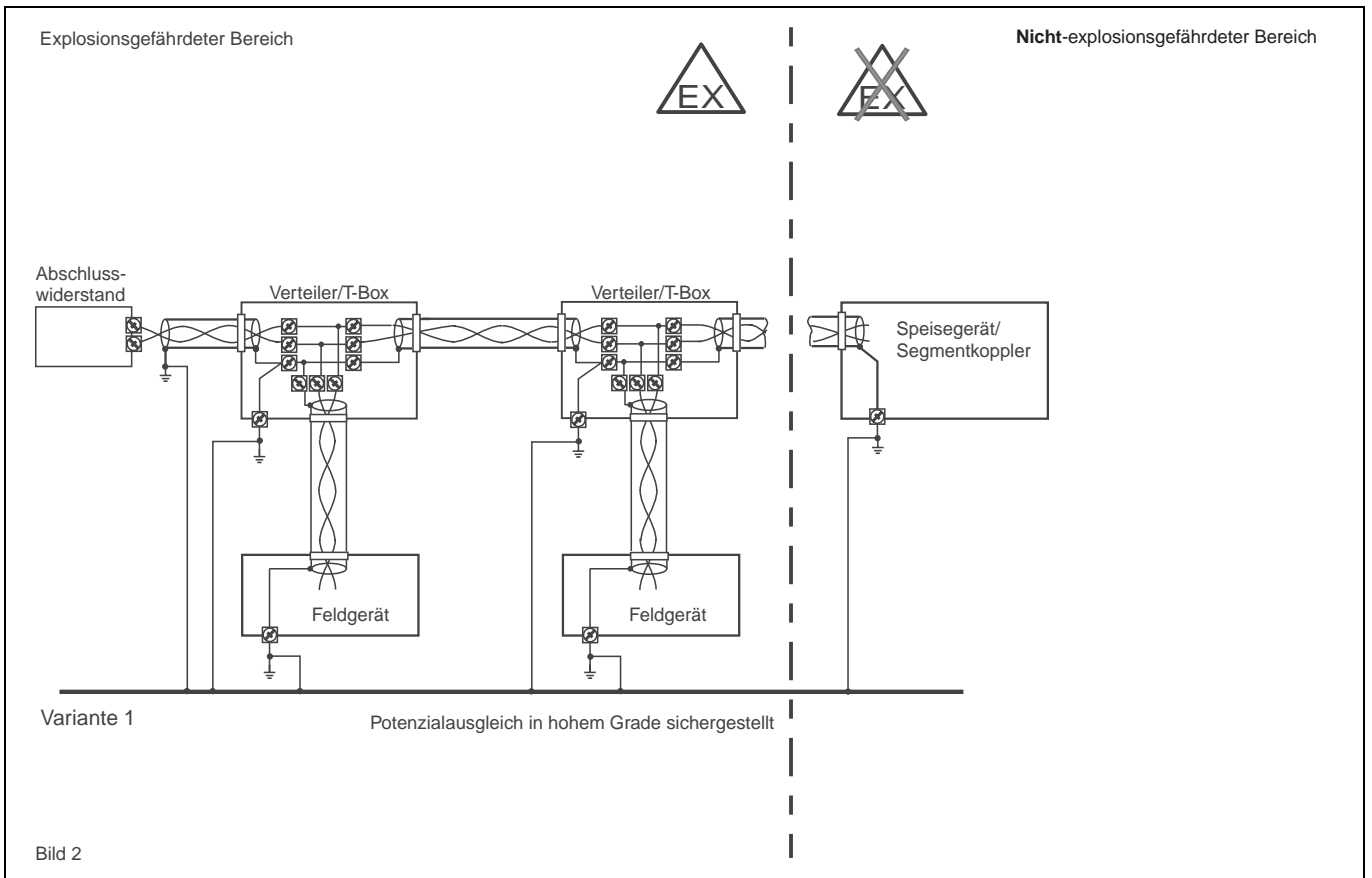 Explosionsgefährdeter Bereich
Nicht-explosionsgefährdeter Bereich
EX
EX
Abschluss-
widerstand
Verteiler/T-Box
Verteiler/T-Box
Speisegerät/
Segmentkoppler
Feldgerät
Feldgerät
Variante 1
Potenzialausgleich in hohem Grade sichergestellt
Bild 2